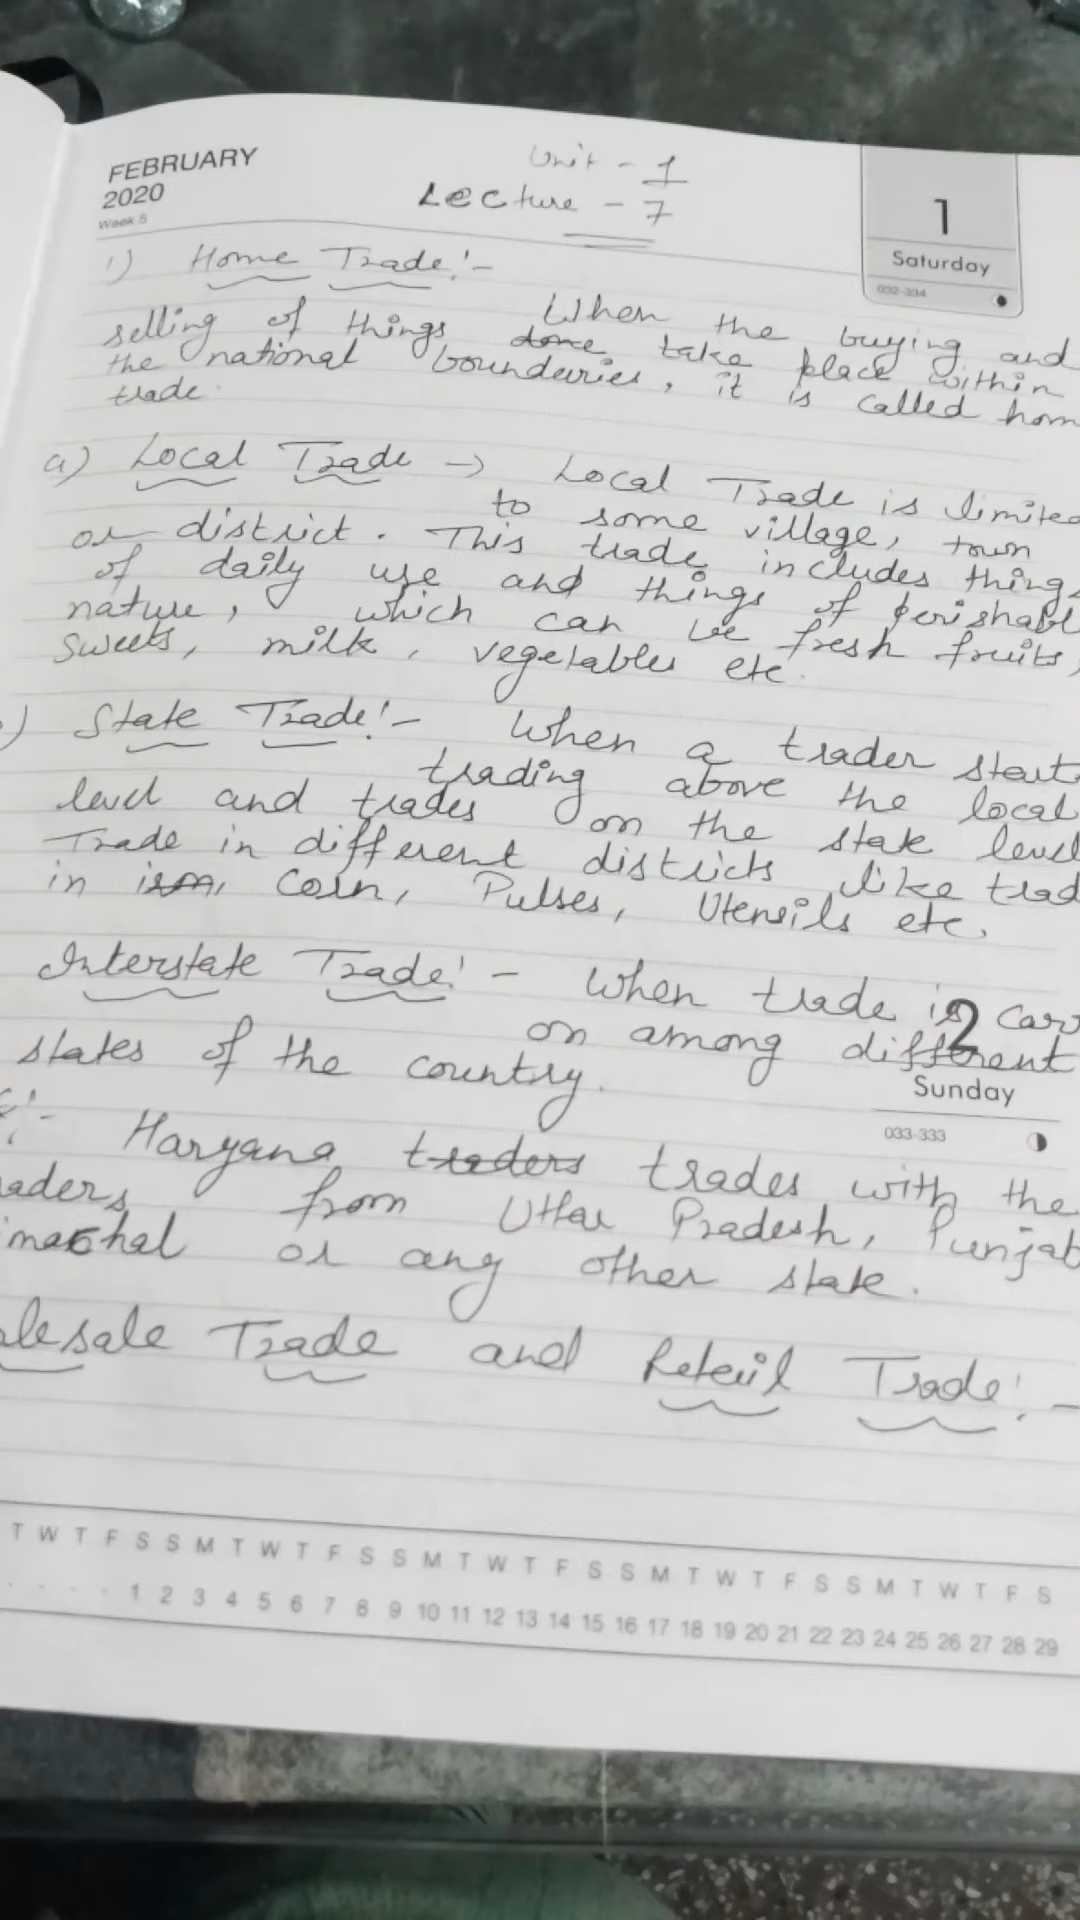 FEBRUARY
2020
Week 5
Unit - 1
Lecture - 7
1
Saturday
032-334
1) Home Trade:-
When the buying and
selling of things done take place within
the national boundaries, it is called hom
trade.
a) Local Trade → Local Trade is limited
to some village, town
or district. This trade includes things
of daily use and things of perishabl
nature, which can be fresh fruits,
sweets, milk, vegetables etc.
) State Trade:- When a trader start
trading above the local
level and trades on the state level
Trade in different districts like trad
in Corn, Pulses, Utensils etc.
Interstate Trade:- When trade is carr
on among different
states of the country.
2
Sunday
033-333
:- Haryana traders trades with the
aders from Uttar Pradesh, Punjab
imachal or any other state.
olesale Trade and Retail Trade:-
T W T F S S M T W T F S S M T W T F S S M T W T F S S M T W T F S
- - - - 1 2 3 4 5 6 7 8 9 10 11 12 13 14 15 16 17 18 19 20 21 22 23 24 25 26 27 28 29